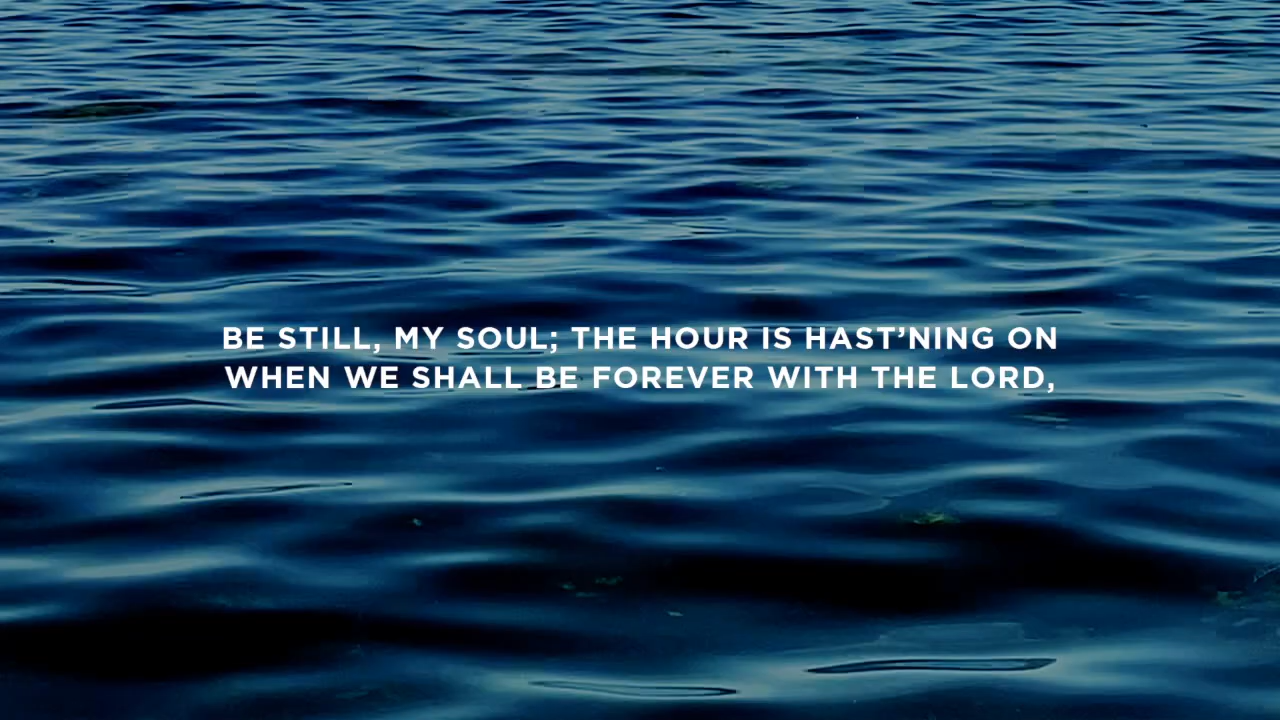 BE STILL, MY SOUL; THE HOUR IS HAST’NING ON
WHEN WE SHALL BE FOREVER WITH THE LORD,